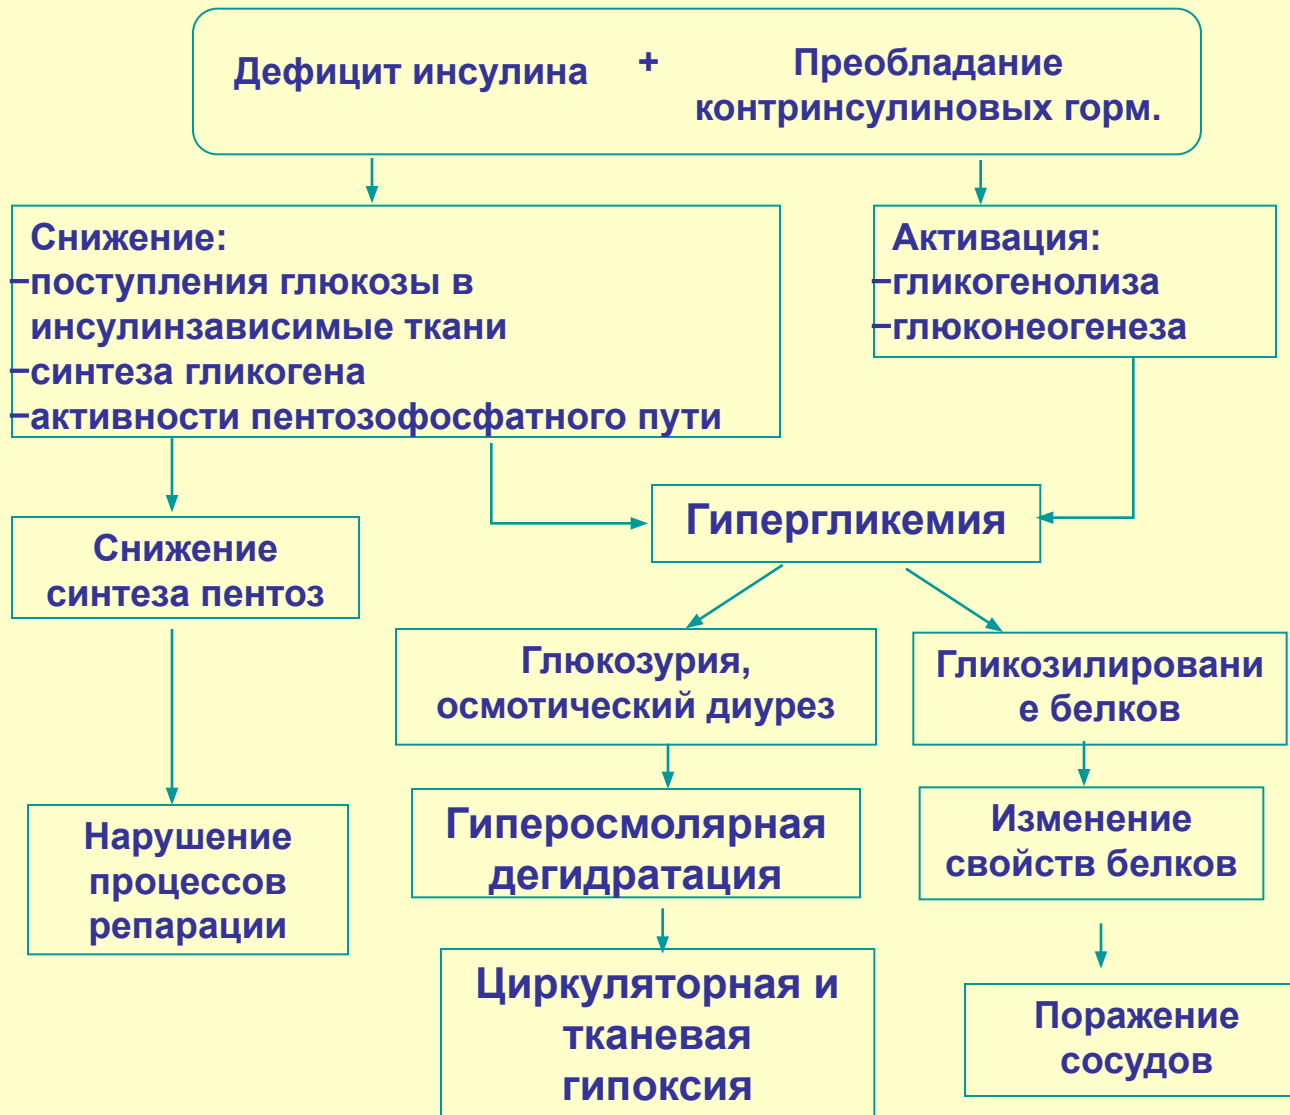 Дефицит инсулина + Преобладание
контринсулиновых горм.
Снижение:
–поступления глюкозы в
инсулинзависимые ткани
–синтеза гликогена
–активности пентозофосфатного пути
Активация:
–гликогенолиза
–глюконеогенеза
Гипергликемия
Снижение
синтеза пентоз
Глюкозурия,
осмотический диурез
Гликозилировани
е белков
Нарушение
процессов
репарации
Гиперосмолярная
дегидратация
Изменение
свойств белков
Циркуляторная и
тканевая
гипоксия
Поражение
сосудов